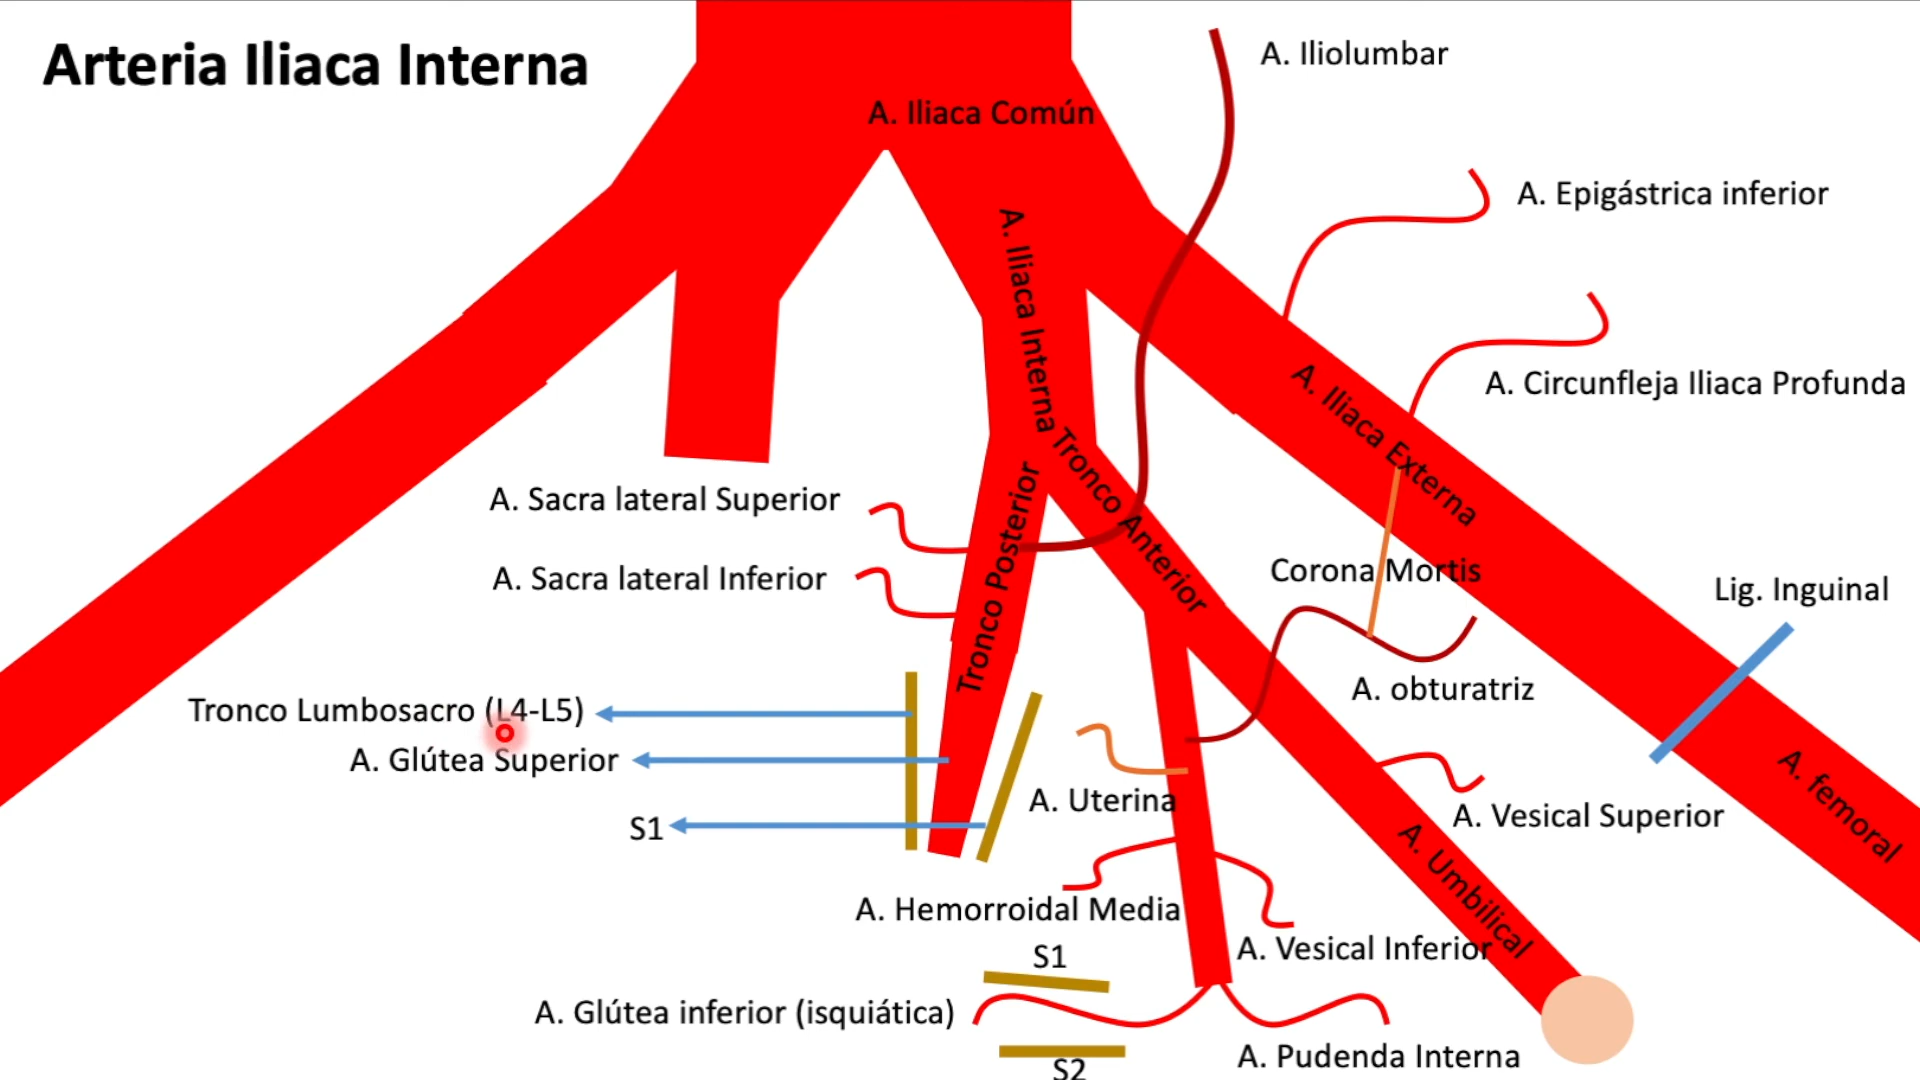 Arteria Iliaca Interna
A. Iliolumbar
A. Iliaca Común
A. Epigástrica inferior
A. Iliaca Interna
A. Circunfleja Iliaca Profunda
A. Iliaca Externa
Tronco Anterior
Tronco Posterior
A. Sacra lateral Superior
A. Sacra lateral Inferior
Corona Mortis
Lig. Inguinal
A. obturatriz
Tronco Lumbosacro (L4-L5)
A. Glútea Superior
S1
A. Uterina
A. Vesical Superior
A. femoral
A. Umbilical
A. Hemorroidal Media
A. Vesical Inferior
S1
A. Glútea inferior (isquiática)
A. Pudenda Interna
S2